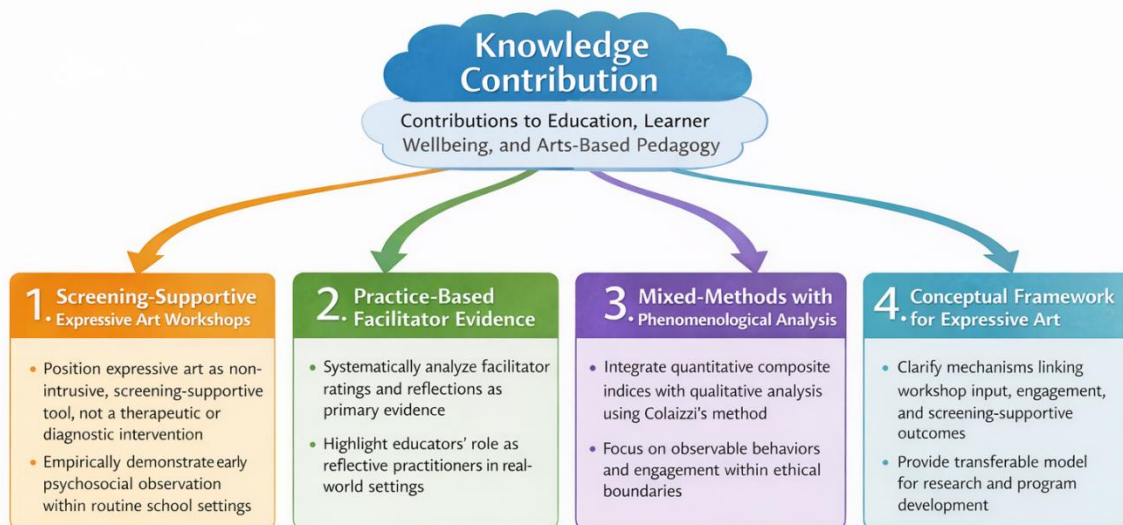 Knowledge
Contribution
Contributions to Education, Learner
Wellbeing, and Arts-Based Pedagogy
1. Screening-Supportive
Expressive Art Workshops
• Position expressive art as non-
intrusive, screening-supportive
tool, not a therapeutic or
diagnostic intervention
• Empirically demonstrate early
psychosocial observation
within routine school settings
2. Practice-Based
Facilitator Evidence
• Systematically analyze facilitator
ratings and reflections as
primary evidence
• Highlight educators' role as
reflective practitioners in real-
world settings
3. Mixed-Methods with
Phenomenological Analysis
• Integrate quantitative composite
indices with qualitative analysis
using Colaizzi's method
• Focus on observable behaviors
and engagement within ethical
boundaries
4. Conceptual Framework
for Expressive Art
• Clarify mechanisms linking
workshop input, engagement,
and screening-supportive
outcomes
• Provide transferable model
for research and program
development